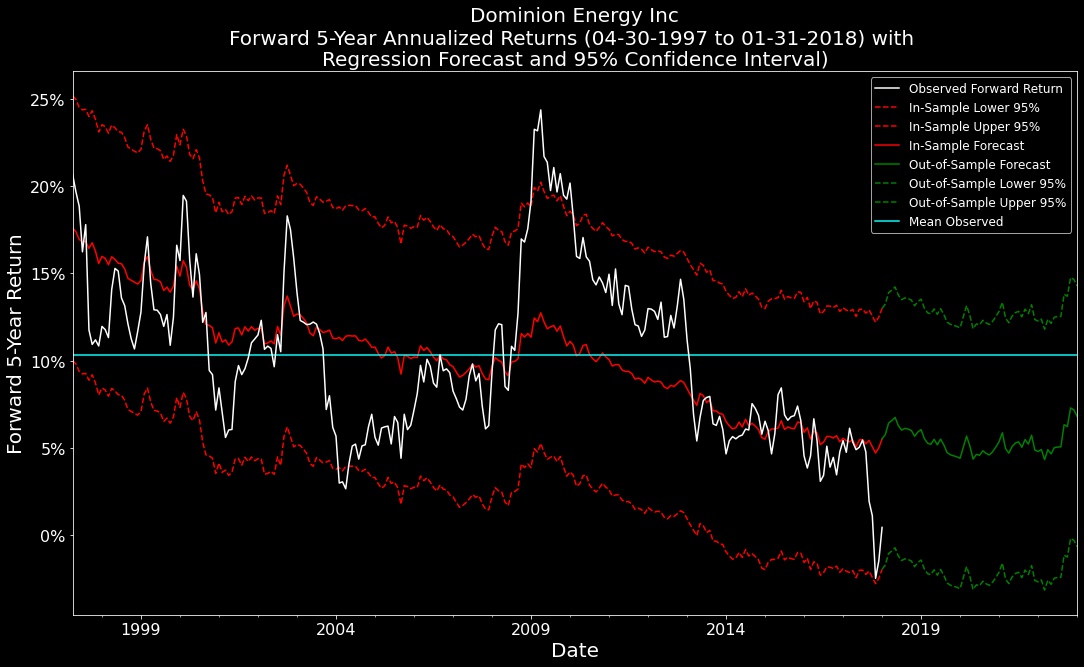 Dominion Energy Inc
Forward 5-Year Annualized Returns (04-30-1997 to 01-31-2018) with
Regression Forecast and 95% Confidence Interval)
Observed Forward Return
In-Sample Lower 95%
In-Sample Upper 95%
In-Sample Forecast
Out-of-Sample Forecast
Out-of-Sample Lower 95%
Out-of-Sample Upper 95%
Mean Observed
Forward 5-Year Return
25%
20%
15%
10%
5%
0%
1999
2004
2009
2014
2019
Date